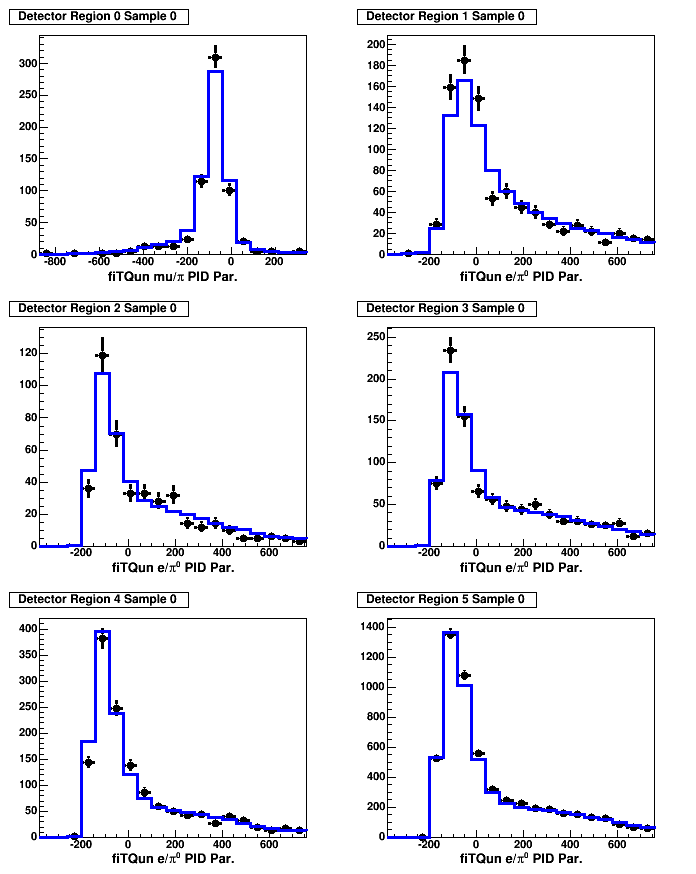 Detector Region 0 Sample 0
Detector Region 1 Sample 0
300
250
200
150
100
50
0
-800 -600 -400 -200 0 200
fiTQun mu/π PID Par.
200
180
160
140
120
100
80
60
40
20
0
-200 0 200 400 600
fiTQun e/π⁰ PID Par.
Detector Region 2 Sample 0
Detector Region 3 Sample 0
120
100
80
60
40
20
0
-200 0 200 400 600
fiTQun e/π⁰ PID Par.
250
200
150
100
50
0
-200 0 200 400 600
fiTQun e/π⁰ PID Par.
Detector Region 4 Sample 0
Detector Region 5 Sample 0
400
350
300
250
200
150
100
50
0
-200 0 200 400 600
fiTQun e/π⁰ PID Par.
1400
1200
1000
800
600
400
200
0
-200 0 200 400 600
fiTQun e/π⁰ PID Par.